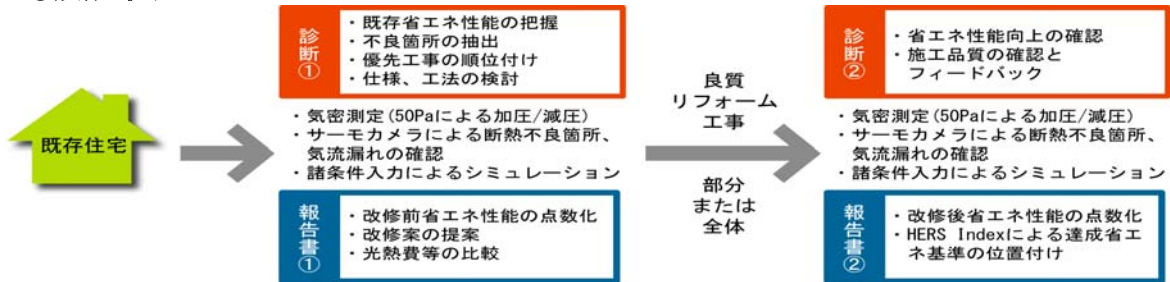 既存住宅
診断①
・既存省エネ性能の把握
・不良箇所の抽出
・優先工事の順位付け
・仕様、工法の検討
・気密測定(50Paによる加圧/減圧)
・サーモカメラによる断熱不良箇所、
気流漏れの確認
・諸条件入力によるシミュレーション
報告書①
・改修前省エネ性能の点数化
・改修案の提案
・光熱費等の比較
良質
リフォーム
工事
部分
または
全体
診断②
・省エネ性能向上の確認
・施工品質の確認と
フィードバック
・気密測定(50Paによる加圧/減圧)
・サーモカメラによる断熱不良箇所、
気流漏れの確認
・諸条件入力によるシミュレーション
報告書②
・改修後省エネ性能の点数化
・HERS Indexによる達成省エ
ネ基準の位置付け